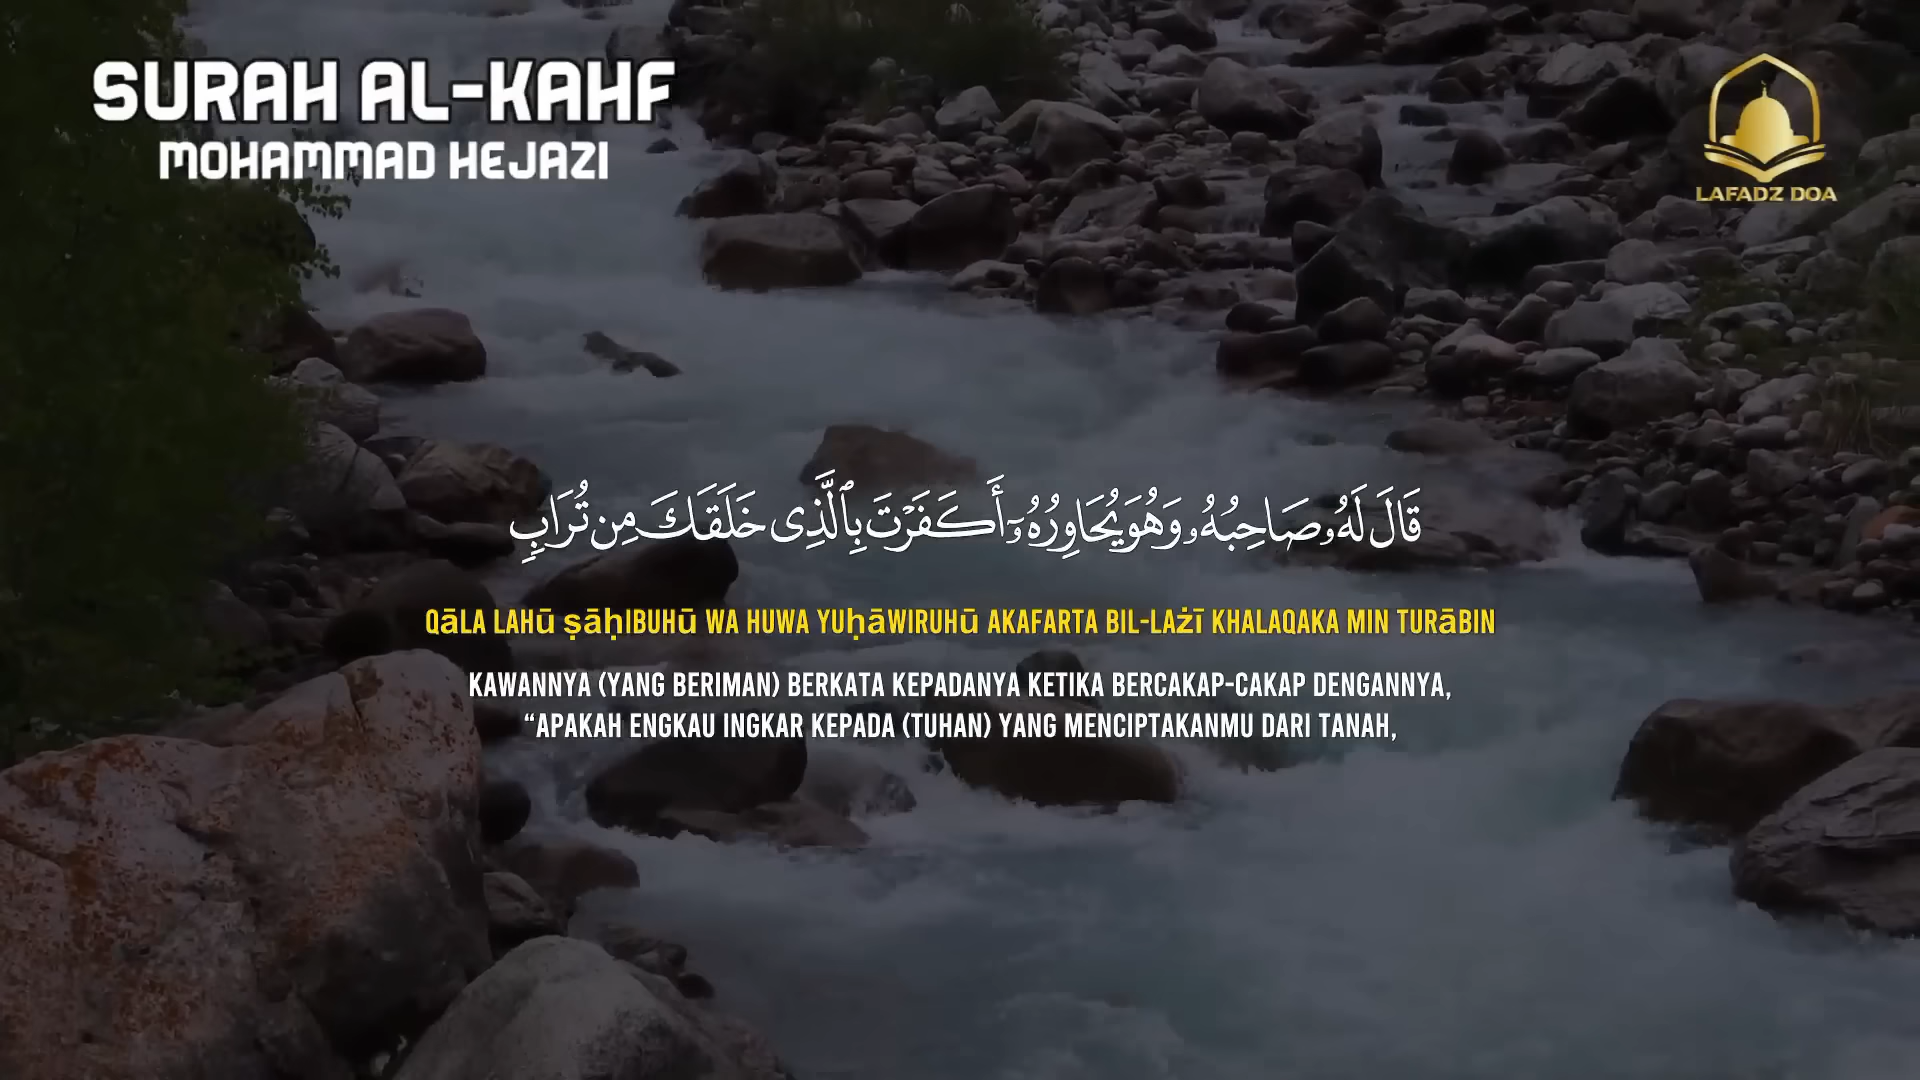 SURAH AL-KAHF
MOHAMMAD HEJAZI
LAFADZ DOA
قَالَ لَهُۥ صَاحِبُهُۥ وَهُوَ يُحَاوِرُهُۥٓ أَكَفَرْتَ بِٱلَّذِى خَلَقَكَ مِن تُرَابٍ
QāLA LAHū ṣāḥIBUHū WA HUWA YUḥāWIRUHū AKAFARTA BIL-LAżī KHALAQAKA MIN TURāBIN
KAWANNYA (YANG BERIMAN) BERKATA KEPADANYA KETIKA BERCAKAP-CAKAP DENGANNYA,
“APAKAH ENGKAU INGKAR KEPADA (TUHAN) YANG MENCIPTAKANMU DARI TANAH,